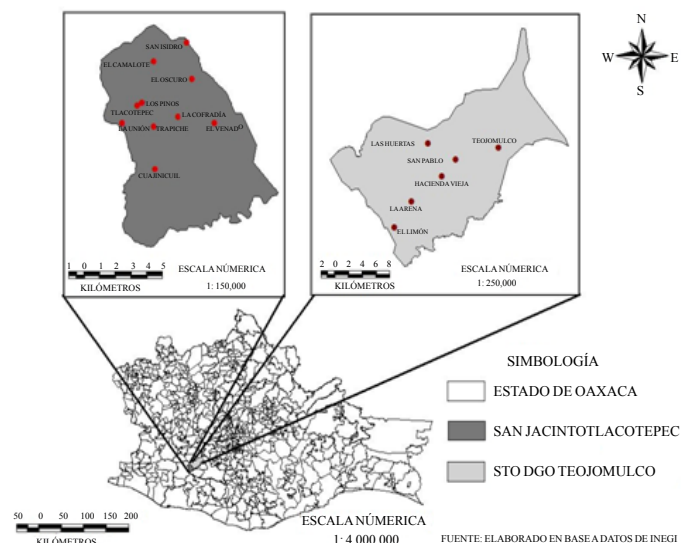 N
W E
S
SAN ISIDRO
EL CAMALOTE
EL OSCURO
LOS PINOS
TLACOTEPEC
LA COFRADÍA
LA UNIÓN
TRAPICHE
EL VENADO
CUAJINICUIL
1 0 1 2 3 4 5
KILÓMETROS
ESCALA NÚMERICA
1: 150,000
LAS HUERTAS
TEOJOMULCO
SAN PABLO
HACIENDA VIEJA
LA ARENA
EL LIMÓN
2 0 2 4 6 8
KILÓMETROS
ESCALA NÚMERICA
1: 250,000
SIMBOLOGÍA
ESTADO DE OAXACA
SAN JACINTOTLACOTEPEC
STO DGO TEOJOMULCO
50 0 50 100 150 200
KILÓMETROS
ESCALA NÚMERICA
1: 4 000 000
FUENTE: ELABORADO EN BASE A DATOS DE INEGI